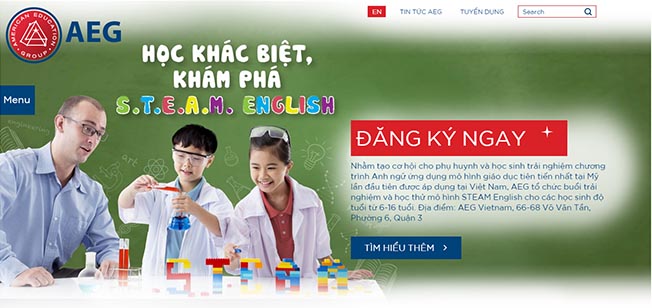 AMERICAN EDUCATION GROUP
AEG
EN
TIN TỨC AEG
TUYỂN DỤNG
Search
HỌC KHÁC BIỆT,
KHÁM PHÁ
S.T.E.A.M. ENGLISH
Menu
engineering
art
ĐĂNG KÝ NGAY
Nhằm tạo cơ hội cho phụ huynh và học sinh trải nghiệm chương
trình Anh ngữ ứng dụng mô hình giáo dục tiên tiến nhất tại Mỹ
lần đầu tiên được áp dụng tại Việt Nam, AEG tổ chức buổi trải
nghiệm và học thử mô hình STEAM English cho các học sinh độ
tuổi từ 6-16 tuổi. Địa điểm: AEG Vietnam, 66-68 Võ Văn Tần,
Phường 6, Quận 3
TÌM HIỂU THÊM
S.T.E.A.M